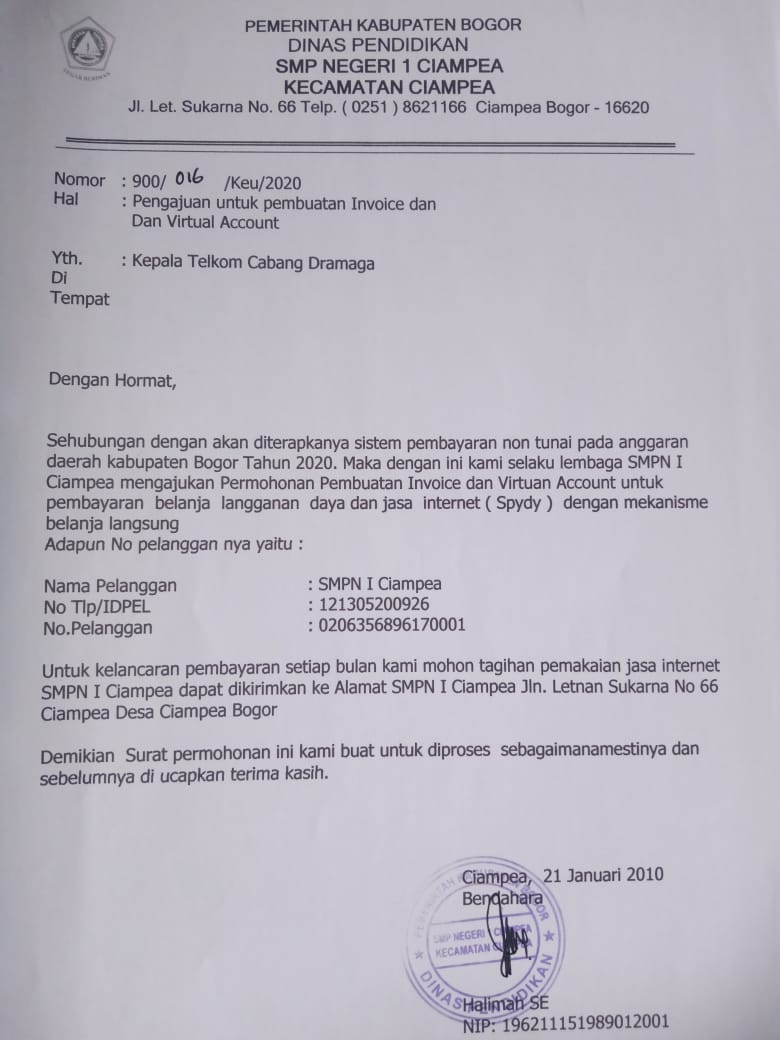 PEMERINTAH KABUPATEN BOGOR
DINAS PENDIDIKAN
SMP NEGERI 1 CIAMPEA
KECAMATAN CIAMPEA
Jl. Let. Sukarna No. 66 Telp. ( 0251 ) 8621166 Ciampea Bogor - 16620
Nomor : 900/ 016 /Keu/2020
Hal : Pengajuan untuk pembuatan Invoice dan
Dan Virtual Account
Yth. : Kepala Telkom Cabang Dramaga
Di
Tempat
Dengan Hormat,
Sehubungan dengan akan diterapkanya sistem pembayaran non tunai pada anggaran
daerah kabupaten Bogor Tahun 2020. Maka dengan ini kami selaku lembaga SMPN I
Ciampea mengajukan Permohonan Pembuatan Invoice dan Virtuan Account untuk
pembayaran belanja langganan daya dan jasa internet ( Spydy ) dengan mekanisme
belanja langsung
Adapun No pelanggan nya yaitu :
Nama Pelanggan : SMPN I Ciampea
No Tlp/IDPEL : 121305200926
No.Pelanggan : 0206356896170001
Untuk kelancaran pembayaran setiap bulan kami mohon tagihan pemakaian jasa internet
SMPN I Ciampea dapat dikirimkan ke Alamat SMPN I Ciampea Jln. Letnan Sukarna No 66
Ciampea Desa Ciampea Bogor
Demikian Surat permohonan ini kami buat untuk diproses sebagaimanamestinya dan
sebelumnya di ucapkan terima kasih.
Ciampea, 21 Januari 2010
Bendahara
SMP NEGERI 1 CIAMPEA
KECAMATAN CIAMPEA
DINAS PENDIDIKAN
Halimah SE
NIP: 196211151989012001